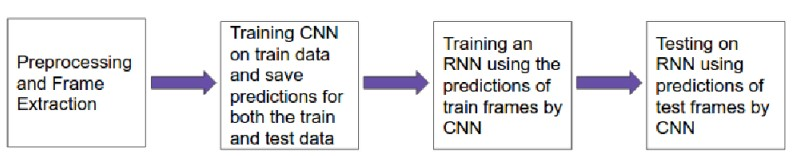 Preprocessing
and Frame
Extraction
Training CNN
on train data
and save
predictions for
both the train
and test data
Training an
RNN using the
predictions of
train frames by
CNN
Testing on
RNN using
predictions of
test frames by
CNN